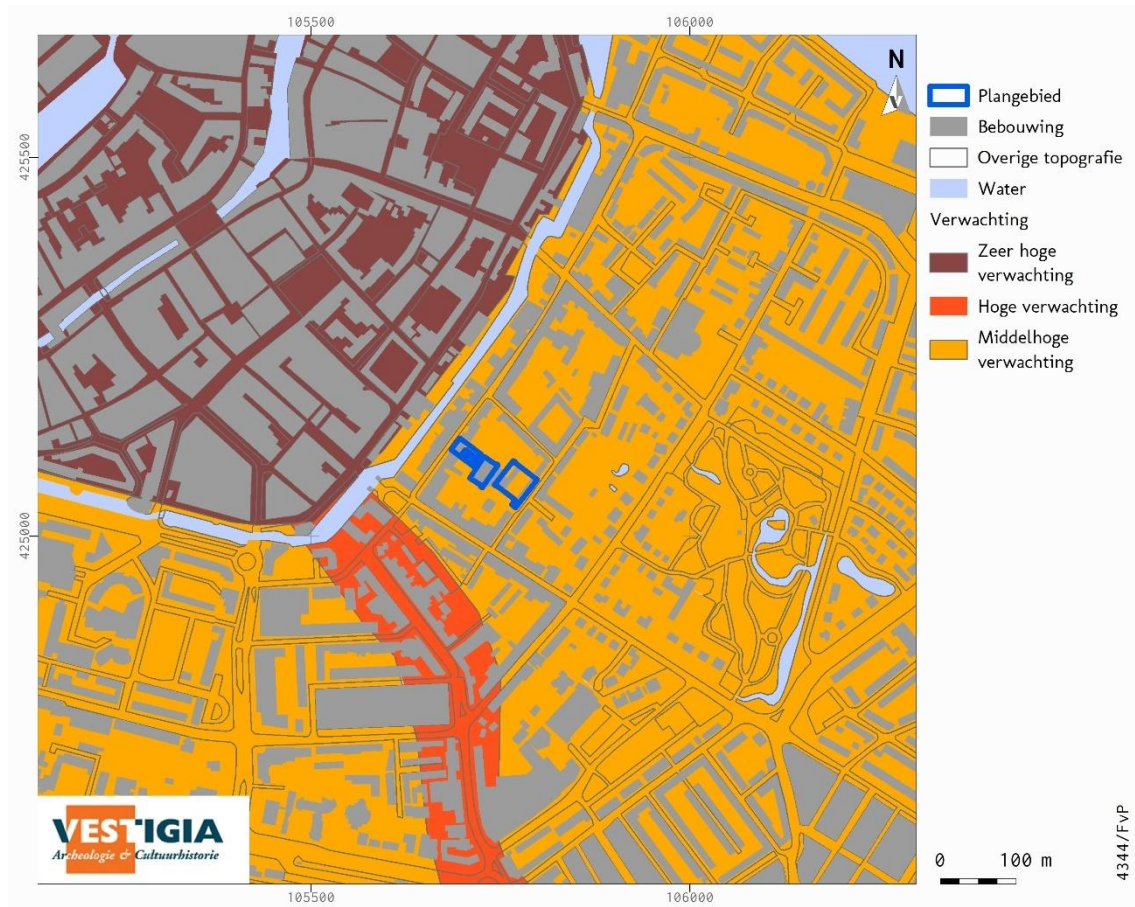 105500
106000
425500
425000
N
Plangebied
Bebouwing
Overige topografie
Water
Verwachting
Zeer hoge
verwachting
Hoge verwachting
Middelhoge
verwachting
VESTIGIA
Archeologie & Cultuurhistorie
105500
106000
0 100 m
4344/FvP